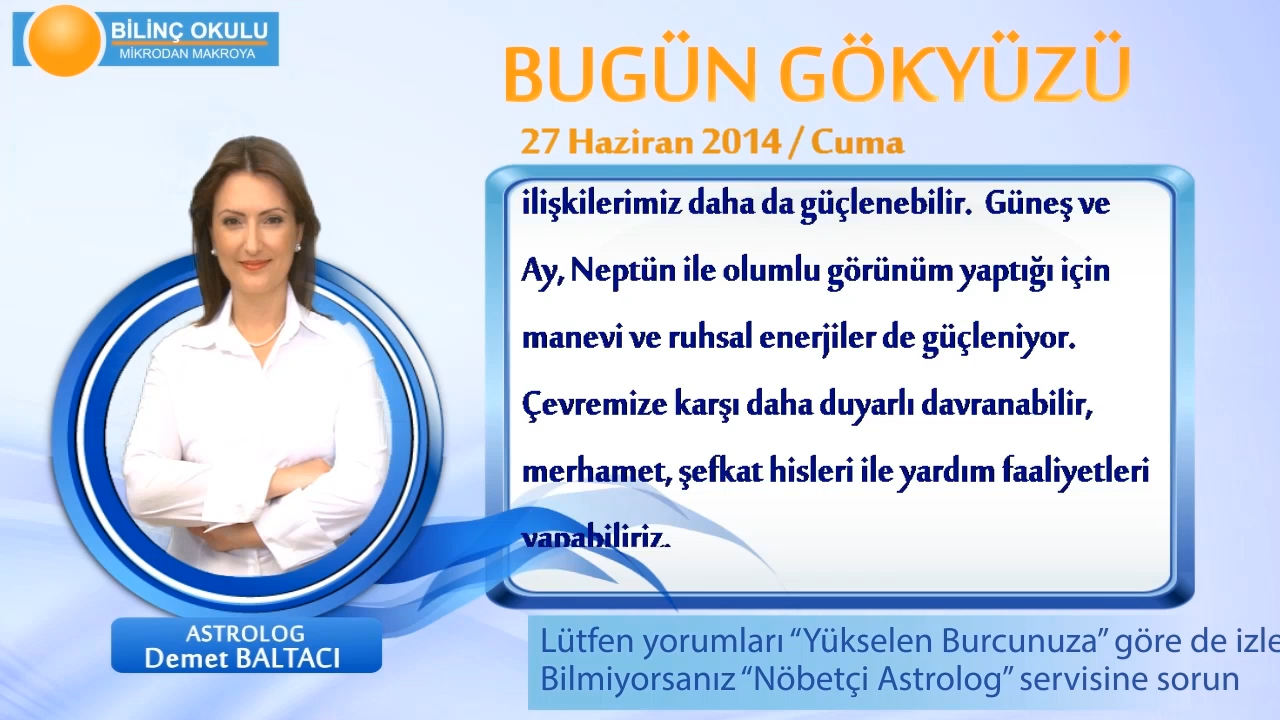 BİLİNÇ OKULU
MİKRODAN MAKROYA
BUGÜN GÖKYÜZÜ
27 Haziran 2014 / Cuma
ilişkilerimiz daha da güçlenebilir. Güneş ve
Ay, Neptün ile olumlu görünüm yaptığı için
manevi ve ruhsal enerjiler de güçleniyor.
Çevremize karşı daha duyarlı davranabilir,
merhamet, şefkat hisleri ile yardım faaliyetleri
yapabiliriz.
ASTROLOG
Demet BALTACI
Lütfen yorumları “Yükselen Burcunuza” göre de izle
Bilmiyorsanız “Nöbetçi Astrolog” servisine sorun